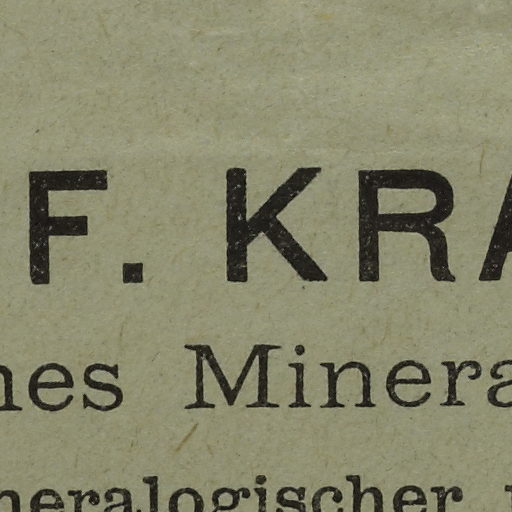 F. KRA
nes Minera
neralogischer